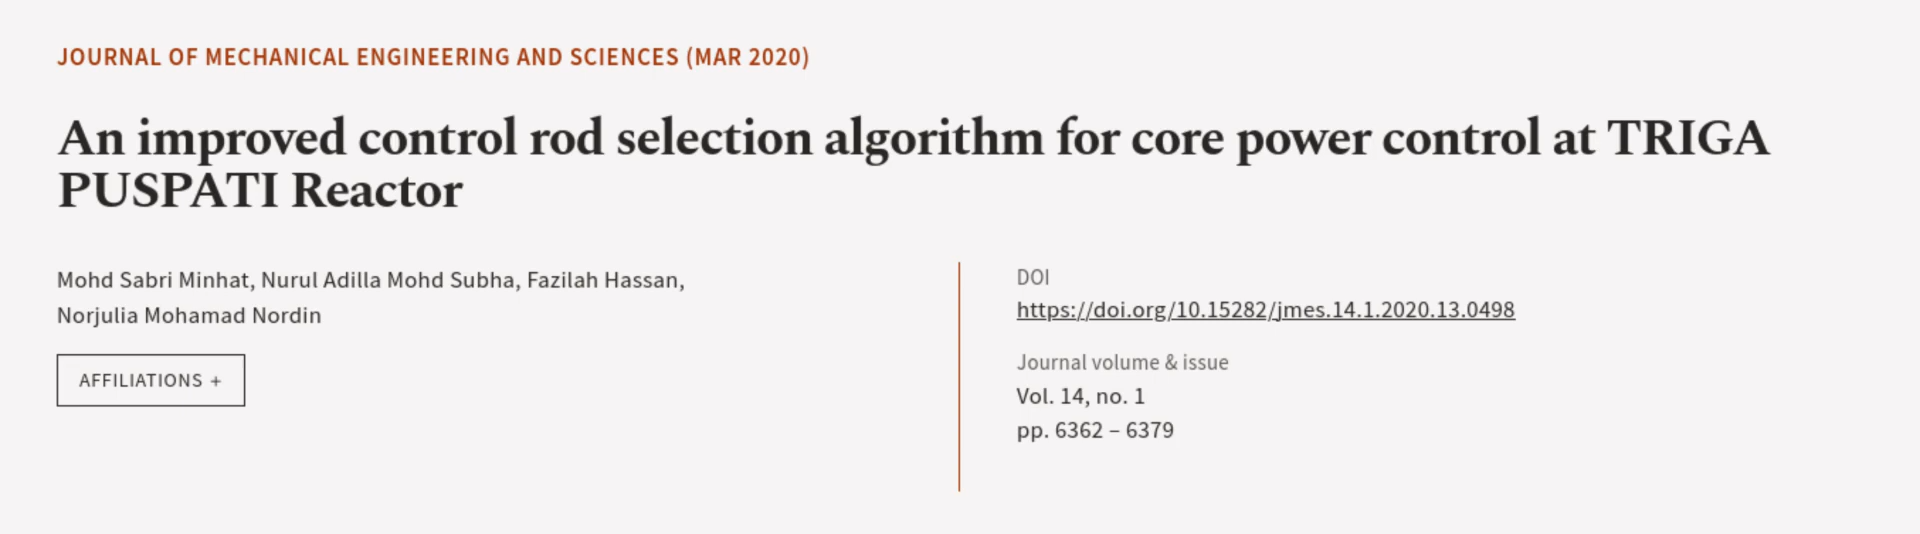 JOURNAL OF MECHANICAL ENGINEERING AND SCIENCES (MAR 2020)
An improved control rod selection algorithm for core power control at TRIGA
PUSPATI Reactor
Mohd Sabri Minhat, Nurul Adilla Mohd Subha, Fazilah Hassan,
Norjulia Mohamad Nordin
AFFILIATIONS +
DOI
https://doi.org/10.15282/jmes.14.1.2020.13.0498
Journal volume & issue
Vol. 14, no. 1
pp. 6362 – 6379